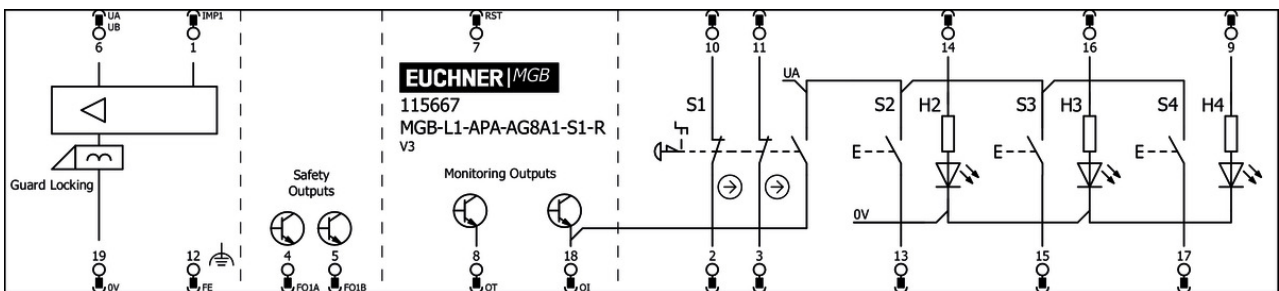 UA
UB
IMP1
RST
6
1
7
10
11
14
16
9
EUCHNER MGB
115667
MGB-L1-APA-AG8A1-S1-R
V3
UA
S1
S2
H2
S3
H3
S4
H4
E
E
E
Guard Locking
Safety
Outputs
Monitoring Outputs
0V
19
12
4
5
8
18
2
3
13
15
17
0V
FE
FO1A
FO1B
OT
OI